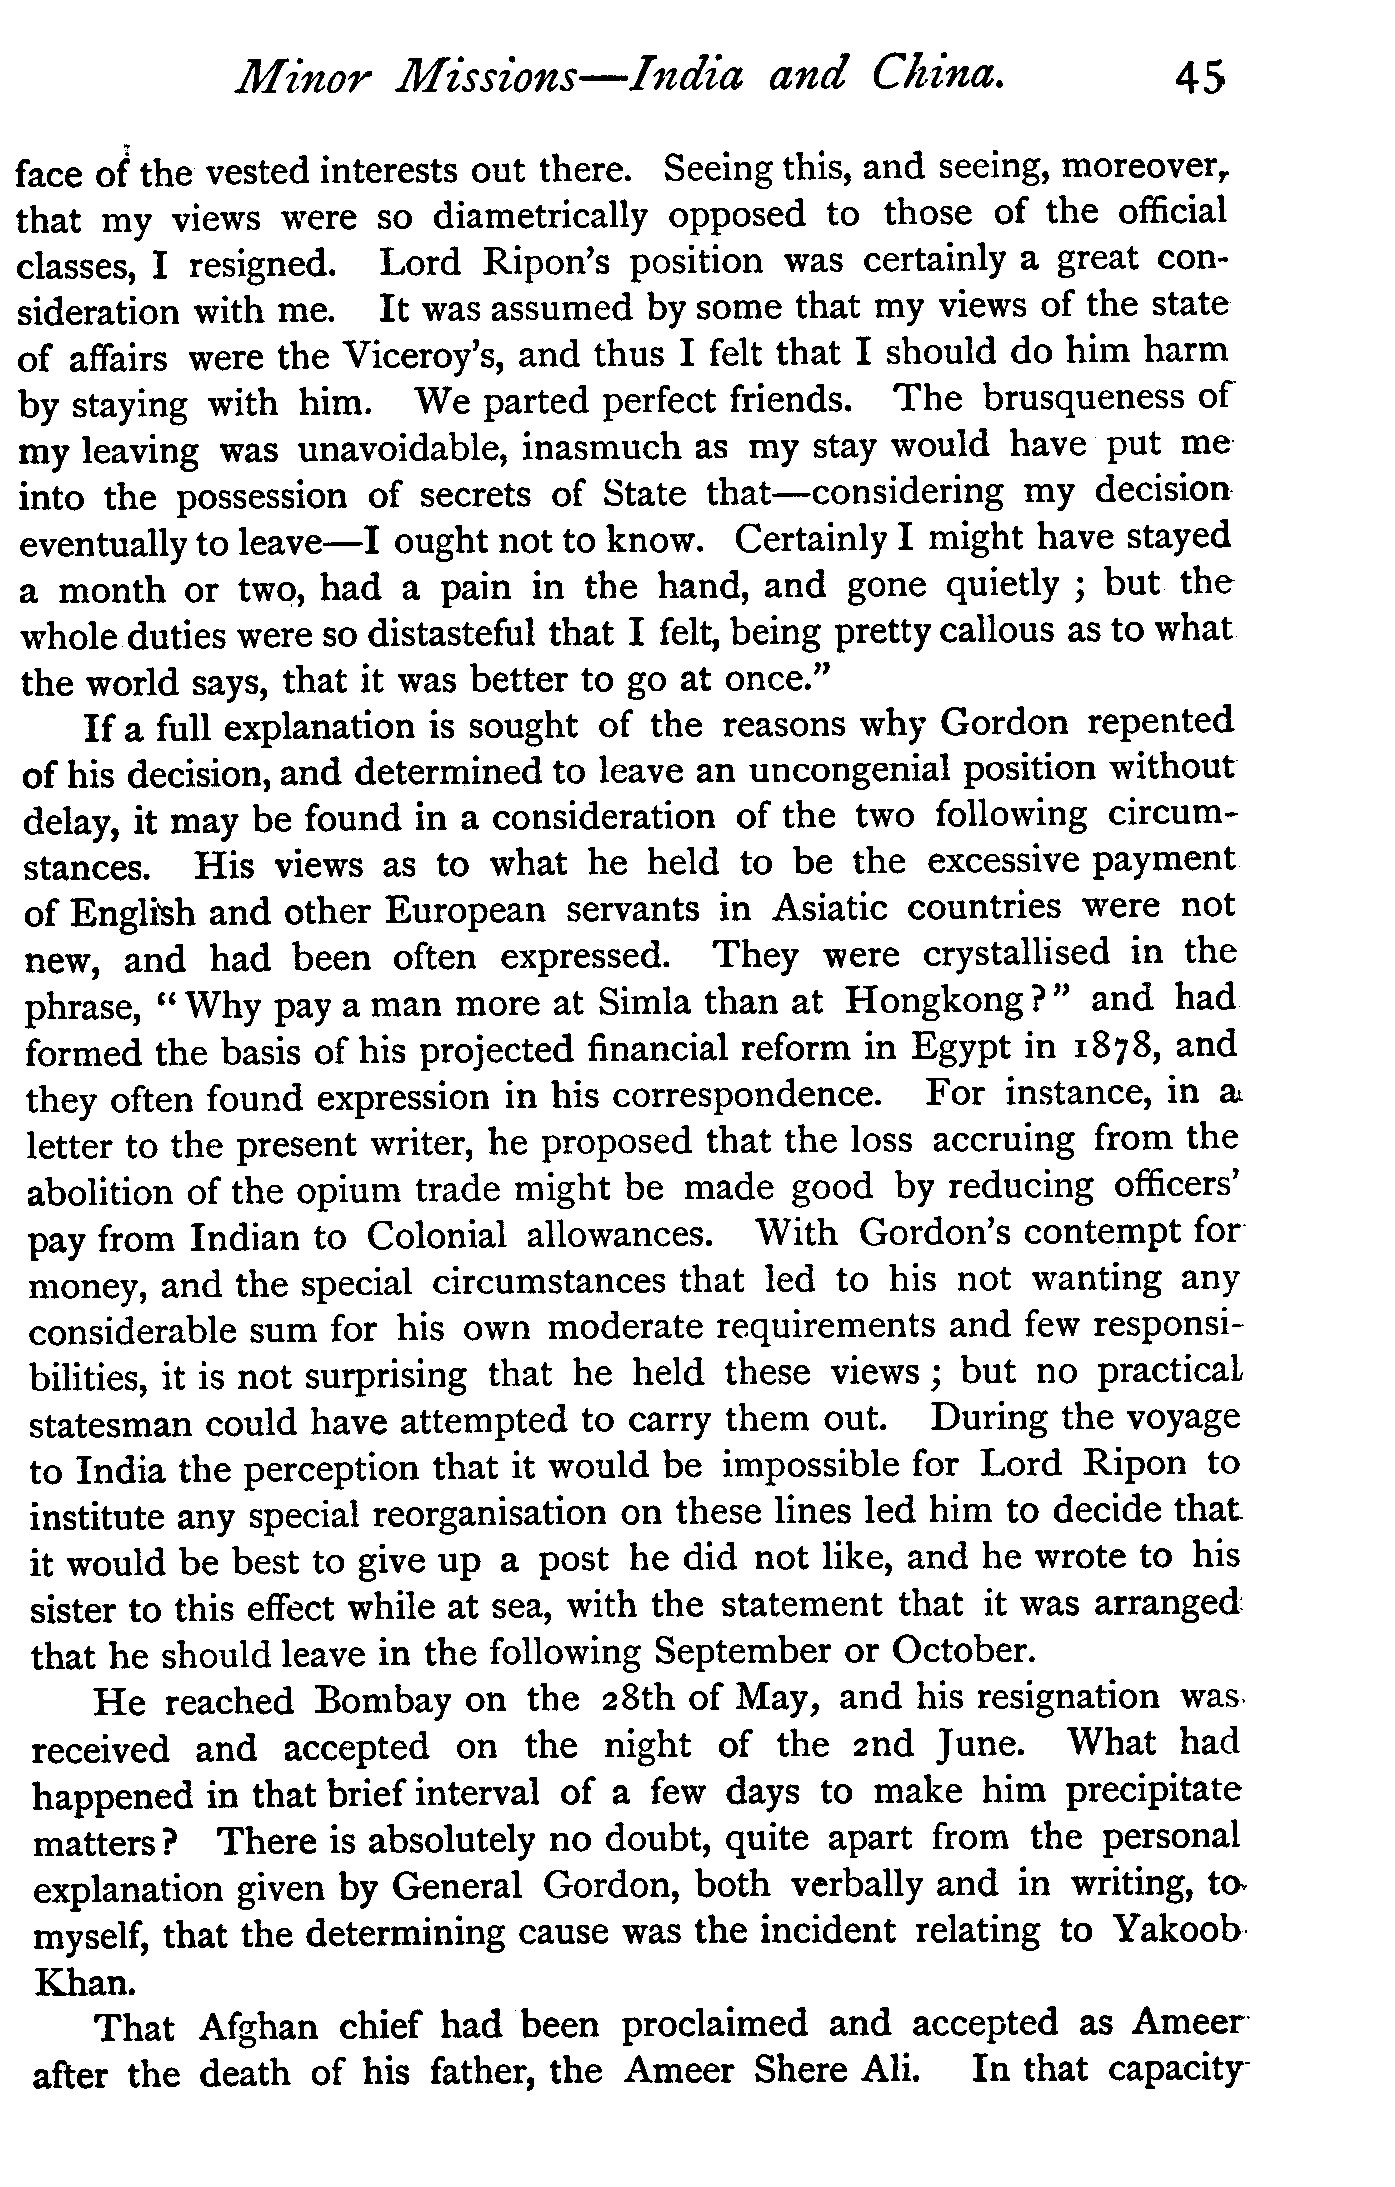 Minor Missions—India and China. 45
face of the vested interests out there. Seeing this, and seeing, moreover,
that my views were so diametrically opposed to those of the official
classes, I resigned. Lord Ripon's position was certainly a great con-
sideration with me. It was assumed by some that my views of the state
of affairs were the Viceroy's, and thus I felt that I should do him harm
by staying with him. We parted perfect friends. The brusqueness of
my leaving was unavoidable, inasmuch as my stay would have put me
into the possession of secrets of State that—considering my decision
eventually to leave—I ought not to know. Certainly I might have stayed
a month or two, had a pain in the hand, and gone quietly ; but the
whole duties were so distasteful that I felt, being pretty callous as to what
the world says, that it was better to go at once."
If a full explanation is sought of the reasons why Gordon repented
of his decision, and determined to leave an uncongenial position without
delay, it may be found in a consideration of the two following circum-
stances. His views as to what he held to be the excessive payment
of English and other European servants in Asiatic countries were not
new, and had been often expressed. They were crystallised in the
phrase, "Why pay a man more at Simla than at Hongkong?" and had
formed the basis of his projected financial reform in Egypt in 1878, and
they often found expression in his correspondence. For instance, in a
letter to the present writer, he proposed that the loss accruing from the
abolition of the opium trade might be made good by reducing officers'
pay from Indian to Colonial allowances. With Gordon's contempt for
money, and the special circumstances that led to his not wanting any
considerable sum for his own moderate requirements and few responsi-
bilities, it is not surprising that he held these views ; but no practical
statesman could have attempted to carry them out. During the voyage
to India the perception that it would be impossible for Lord Ripon to
institute any special reorganisation on these lines led him to decide that
it would be best to give up a post he did not like, and he wrote to his
sister to this effect while at sea, with the statement that it was arranged
that he should leave in the following September or October.
He reached Bombay on the 28th of May, and his resignation was
received and accepted on the night of the 2nd June. What had
happened in that brief interval of a few days to make him precipitate
matters? There is absolutely no doubt, quite apart from the personal
explanation given by General Gordon, both verbally and in writing, to
myself, that the determining cause was the incident relating to Yakoob
Khan.
That Afghan chief had been proclaimed and accepted as Ameer
after the death of his father, the Ameer Shere Ali. In that capacity